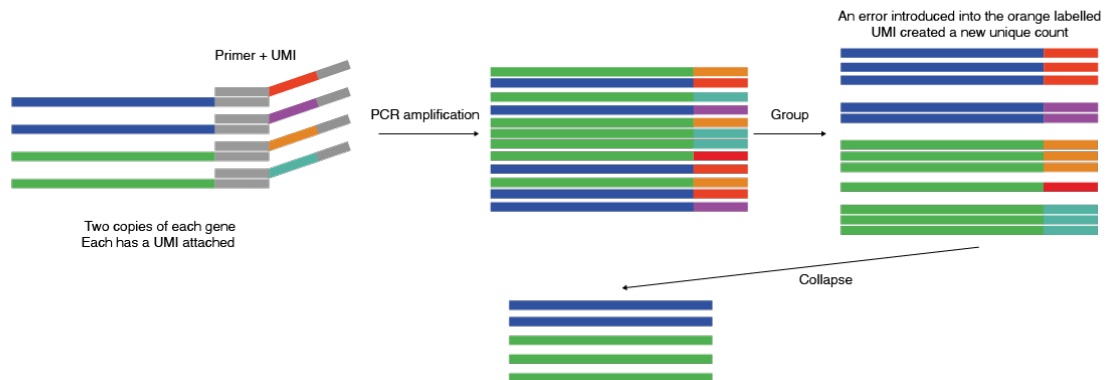 An error introduced into the orange labelled
UMI created a new unique count
Primer + UMI
PCR amplification
Group
Two copies of each gene
Each has a UMI attached
Collapse